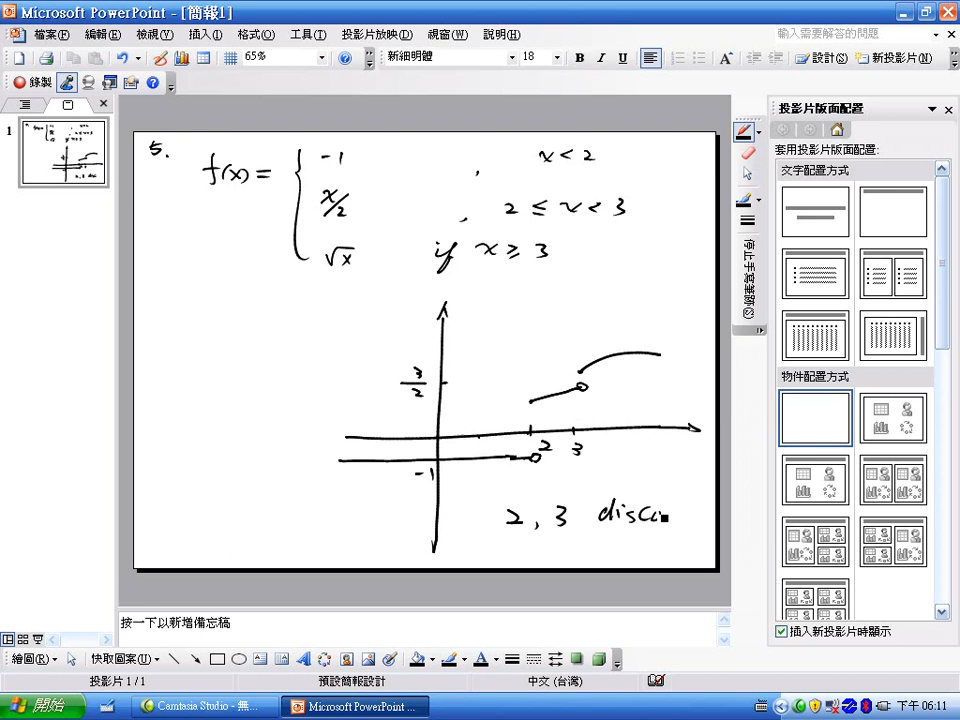 Microsoft PowerPoint - [簡報1]
檔案(F) 編輯(E) 檢視(V) 插入(I) 格式(O) 工具(T) 投影片放映(D) 視窗(W) 說明(H) 輸入需要解答的問題
65% 新細明體 18 B I U A 設計(S) 新投影片(N)
錄製
1
投影片版面配置
套用投影片版面配置:
文字配置方式
物件配置方式
插入新投影片時顯示
停止手寫筆跡(S)
5.
f(x) = { -1 , x < 2
x/2 , 2 ≤ x < 3
√x if x ≥ 3
3/2
2 3
-1
2, 3 disco
按一下以新增備忘稿
繪圖(R) 快取圖案(U) A
投影片 1 / 1 預設簡報設計 中文 (台灣)
開始 Camtasia Studio - 無... Microsoft PowerPoint ... 下午 06:11